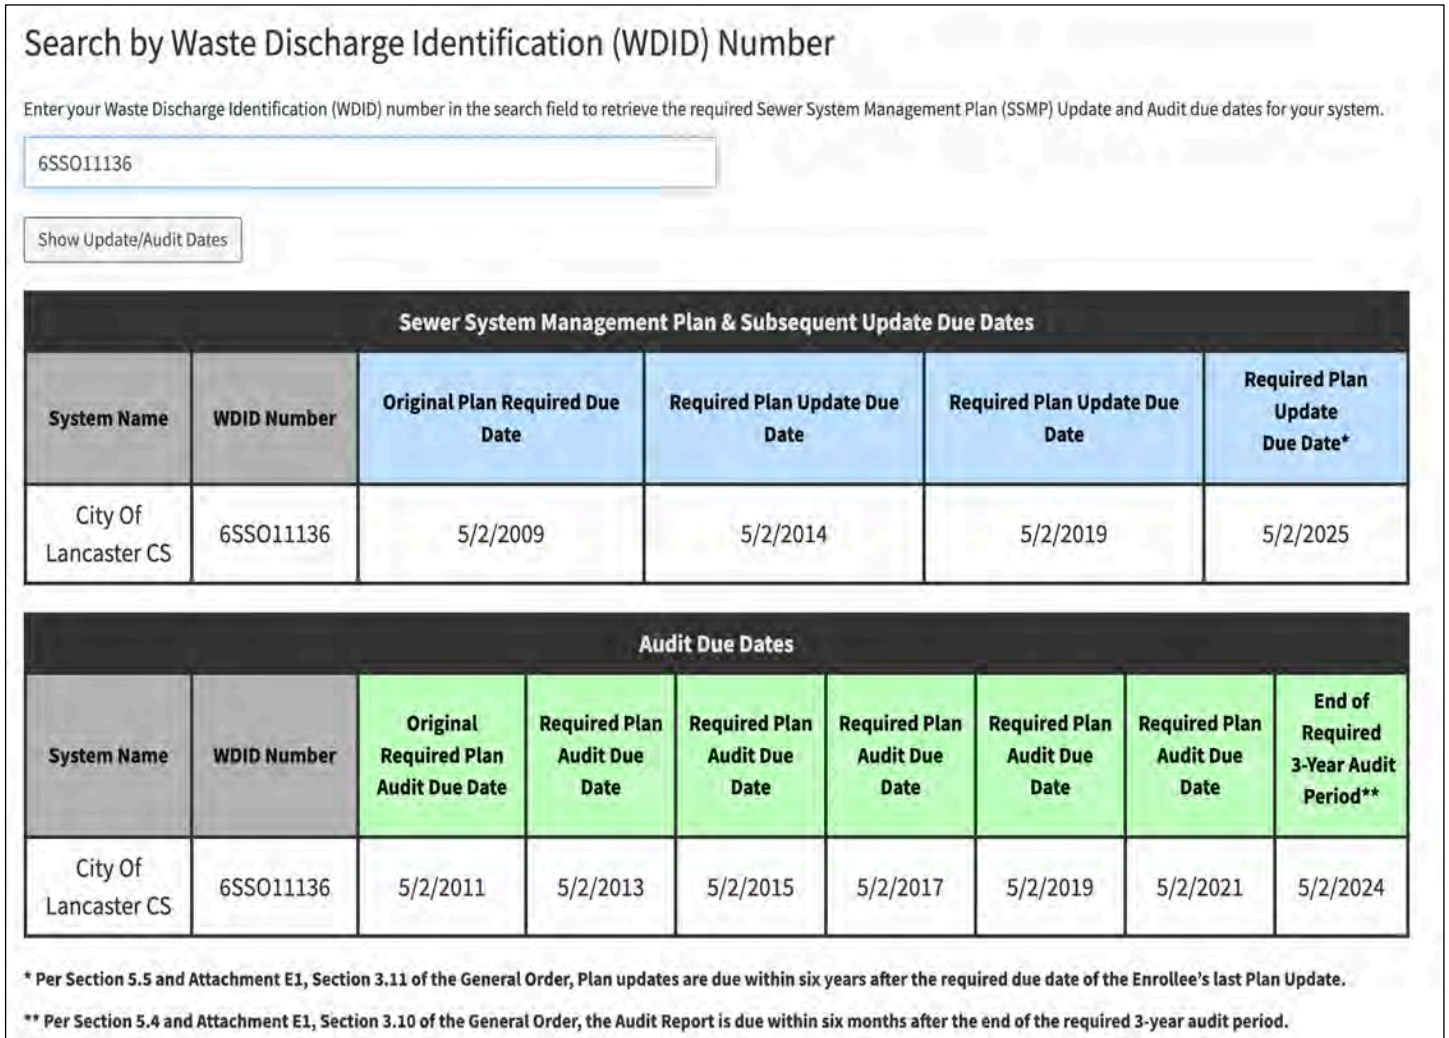 Search by Waste Discharge Identification (WDID) Number
Enter your Waste Discharge Identification (WDID) number in the search field to retrieve the required Sewer System Management Plan (SSMP) Update and Audit due dates for your system.
6SSO11136
Show Update/Audit Dates
Sewer System Management Plan & Subsequent Update Due Dates
System Name
WDID Number
Original Plan Required Due
Date
Required Plan Update Due
Date
Required Plan Update Due
Date
Required Plan
Update
Due Date*
City Of
Lancaster CS
6SSO11136
5/2/2009
5/2/2014
5/2/2019
5/2/2025
Audit Due Dates
System Name
WDID Number
Original
Required Plan
Audit Due Date
Required Plan
Audit Due
Date
Required Plan
Audit Due
Date
Required Plan
Audit Due
Date
Required Plan
Audit Due
Date
Required Plan
Audit Due
Date
End of
Required
3-Year Audit
Period**
City Of
Lancaster CS
6SSO11136
5/2/2011
5/2/2013
5/2/2015
5/2/2017
5/2/2019
5/2/2021
5/2/2024
* Per Section 5.5 and Attachment E1, Section 3.11 of the General Order, Plan updates are due within six years after the required due date of the Enrollee's last Plan Update.
** Per Section 5.4 and Attachment E1, Section 3.10 of the General Order, the Audit Report is due within six months after the end of the required 3-year audit period.